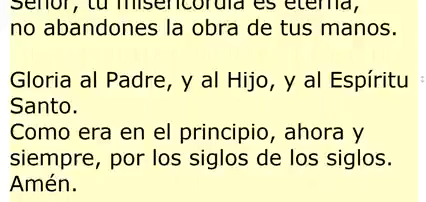 Señor, tu misericordia es eterna,
no abandones la obra de tus manos.
Gloria al Padre, y al Hijo, y al Espíritu
Santo.
Como era en el principio, ahora y
siempre, por los siglos de los siglos.
Amén.